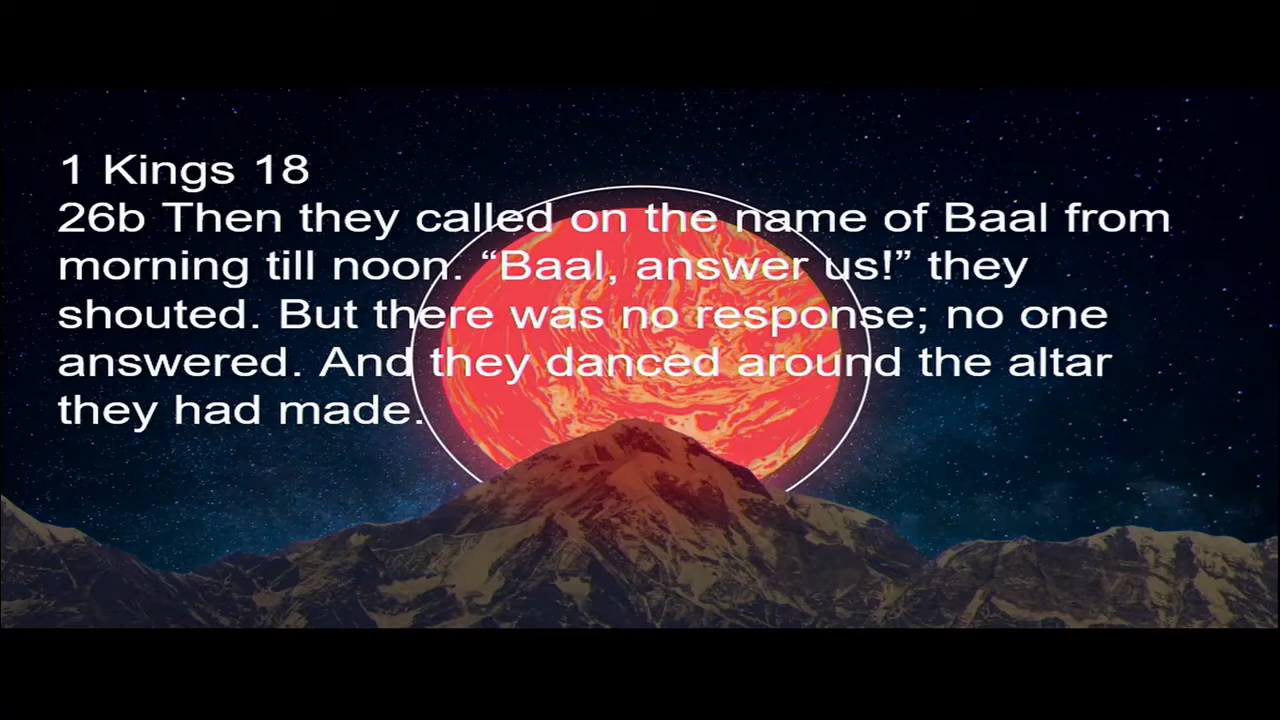 1 Kings 18
26b Then they called on the name of Baal from
morning till noon. “Baal, answer us!” they
shouted. But there was no response; no one
answered. And they danced around the altar
they had made.